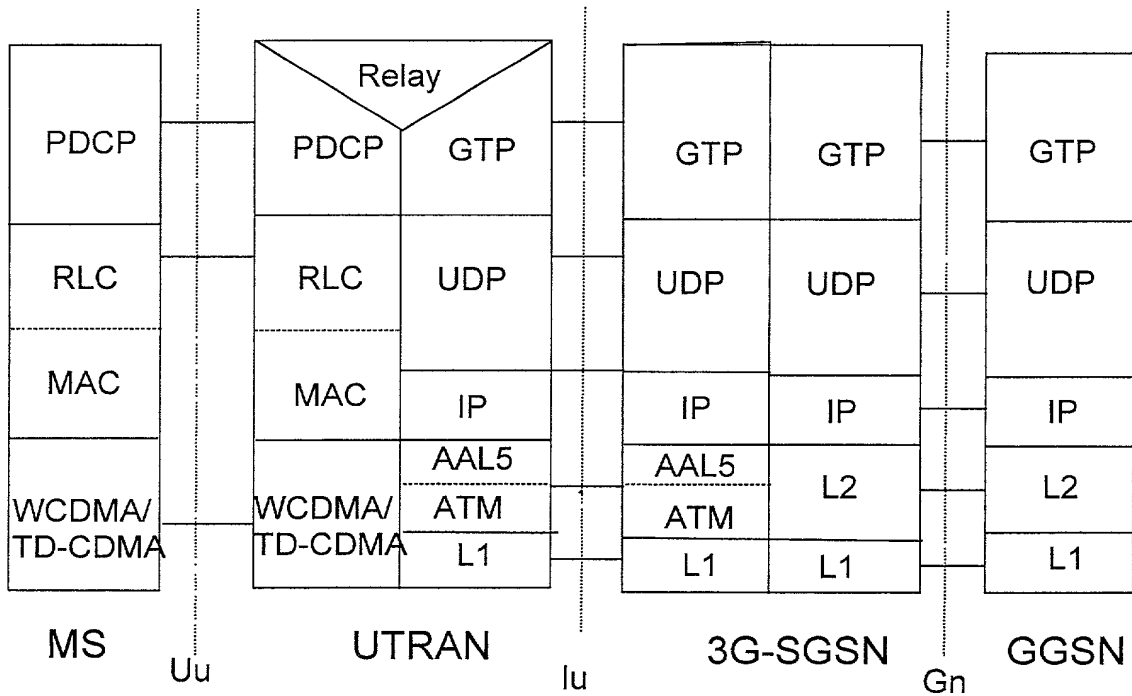 Relay
PDCP
PDCP
GTP
GTP
GTP
GTP
RLC
RLC
UDP
UDP
UDP
UDP
MAC
MAC
IP
IP
IP
IP
WCDMA/
TD-CDMA
WCDMA/
TD-CDMA
AAL5
ATM
L1
AAL5
ATM
L1
L2
L1
L2
L1
MS
Uu
UTRAN
Iu
3G-SGSN
Gn
GGSN